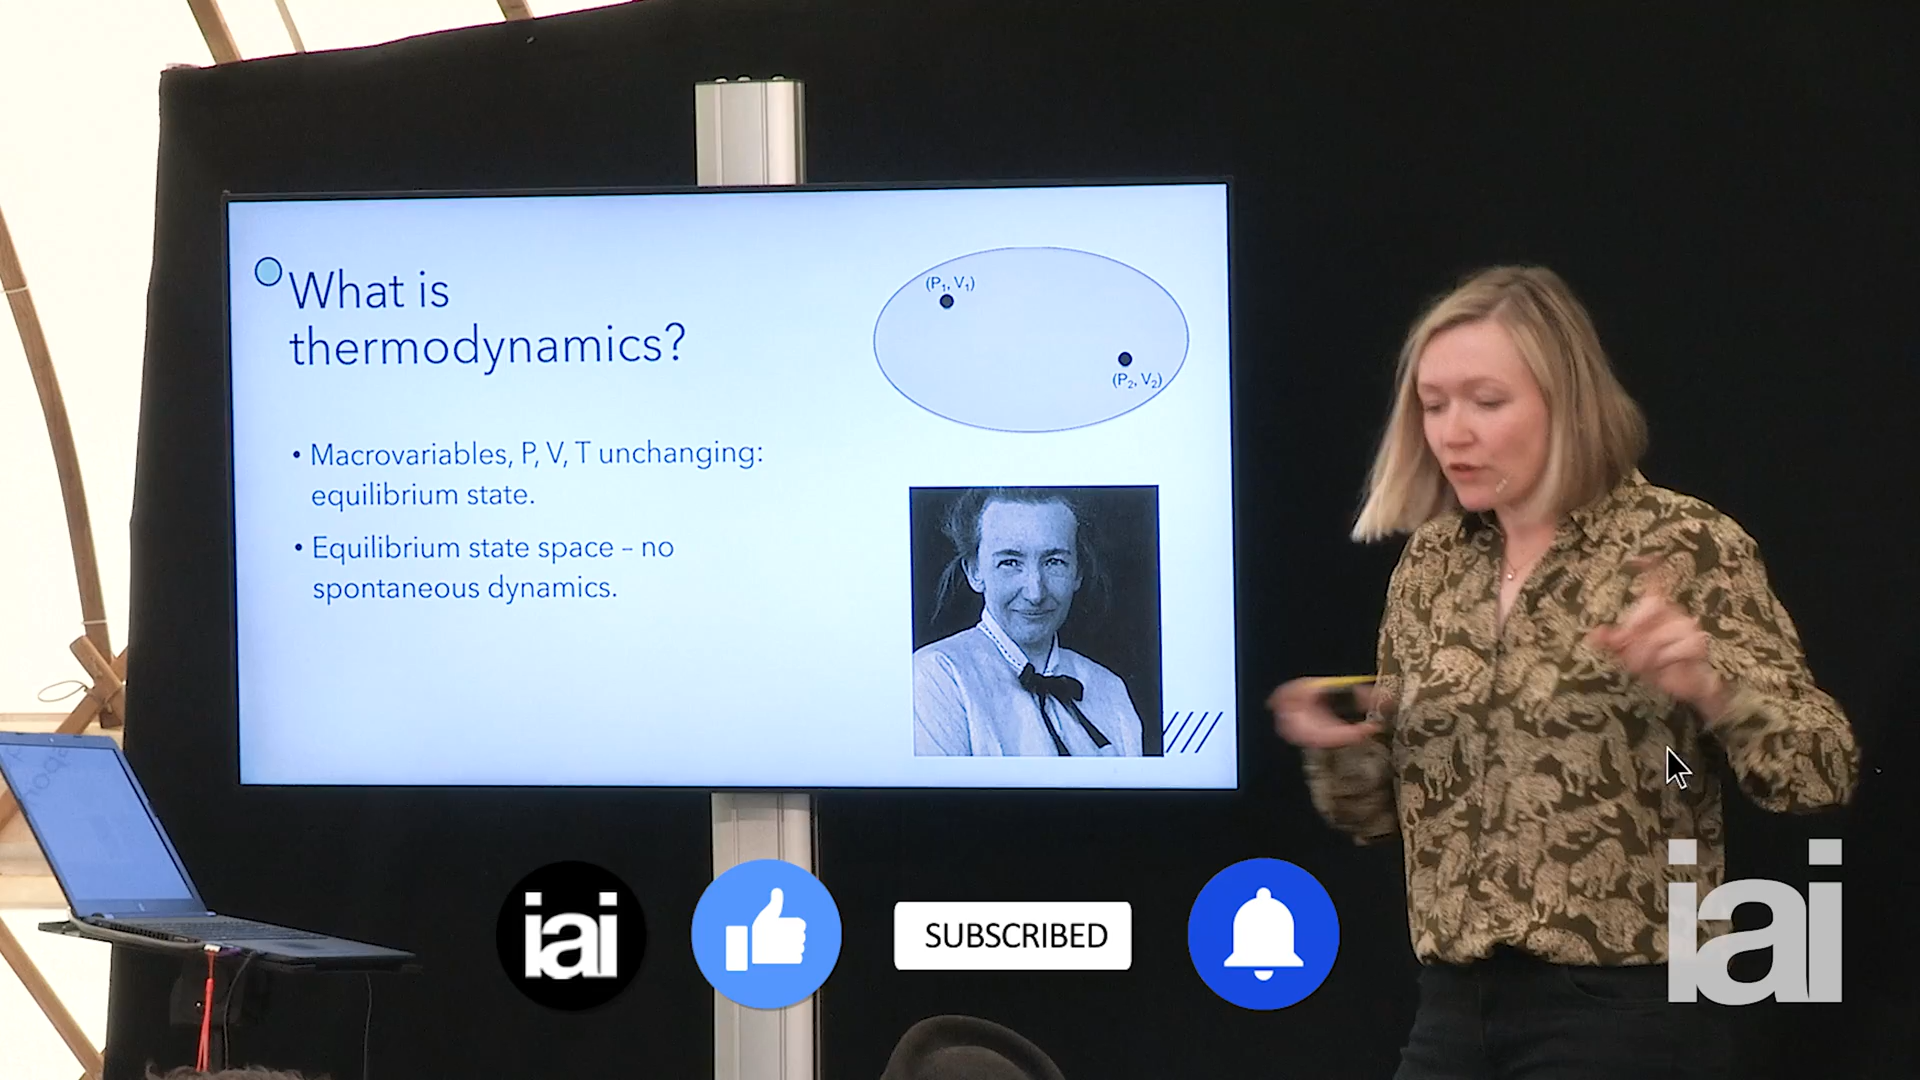 What is
thermodynamics?
(P₁, V₁)
(P₂, V₂)
• Macrovariables, P, V, T unchanging:
equilibrium state.
• Equilibrium state space – no
spontaneous dynamics.
iai
SUBSCRIBED
iai